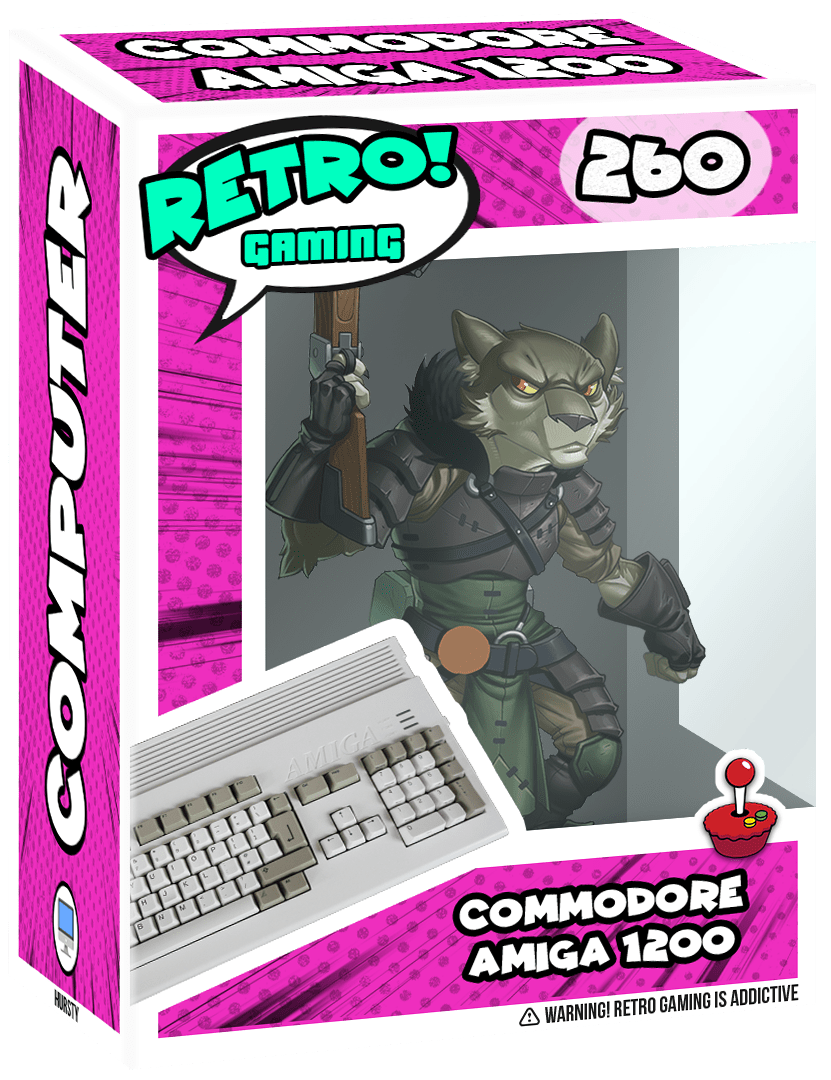 COMMODORE
AMIGA 1200
RETRO!
GAMING
260
COMPUTER
AMIGA
COMMODORE
AMIGA 1200
WARNING! RETRO GAMING IS ADDICTIVE
HURSTY